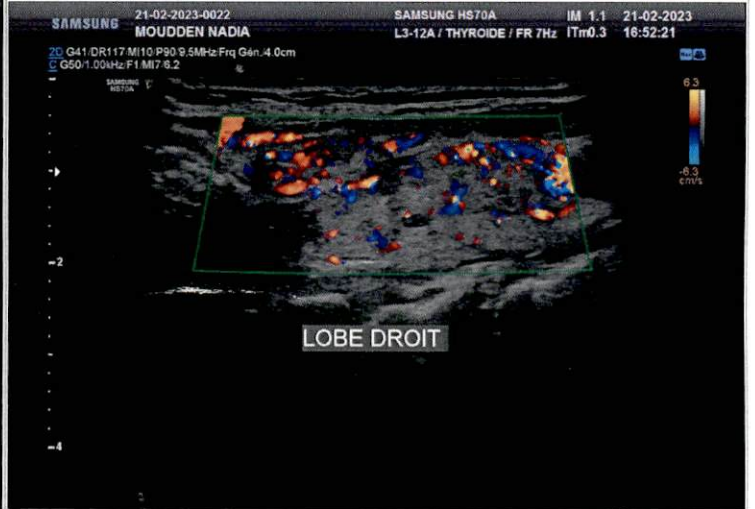 SAMSUNG
21-02-2023-0022
MOUDDEN NADIA
SAMSUNG HS70A
L3-12A / THYROIDE / FR 7Hz
IM 1.1
ITm0.3
21-02-2023
16:52:21
2D G41/DR117/MI10/P90/9.5MHz/Frq Gén./4.0cm
C G50/1.00kHz/F1/MI7/6.2
SAMSUNG
HS70A
6.3
-6.3
cm/s
2
LOBE DROIT
4